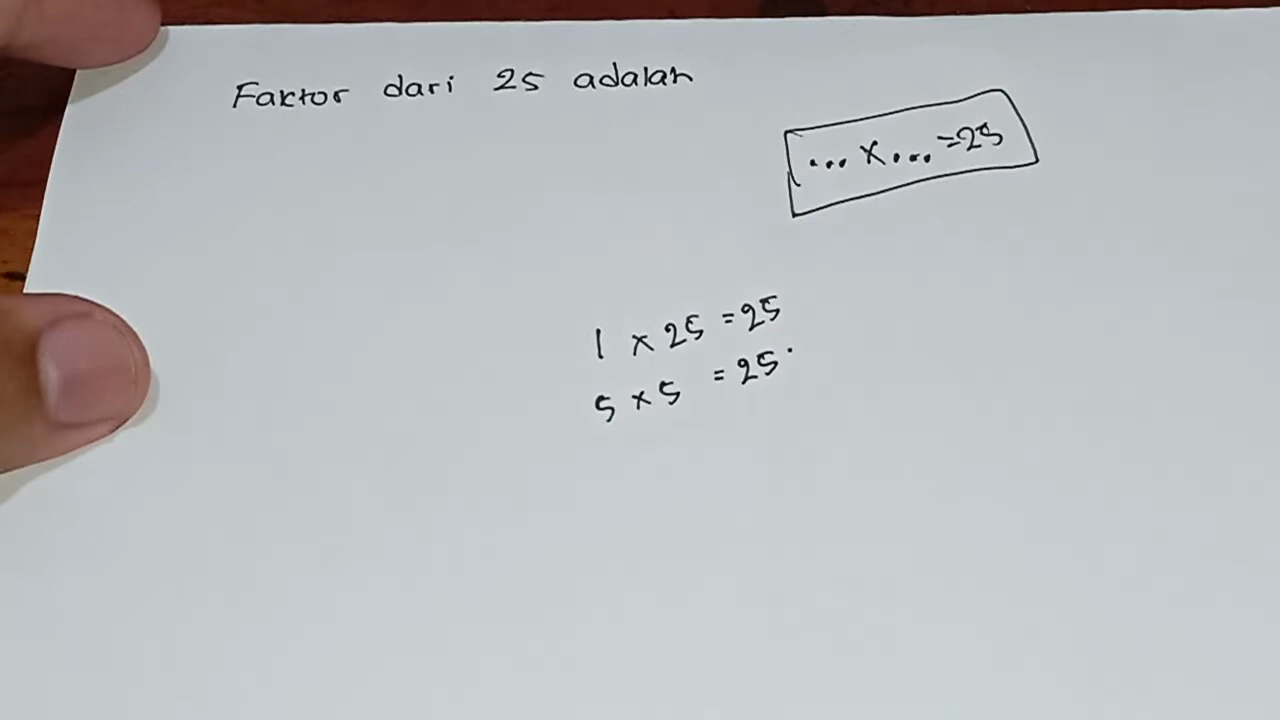 Faktor dari 25 adalah
... x ... = 25
1 x 25 = 25
5 x 5 = 25